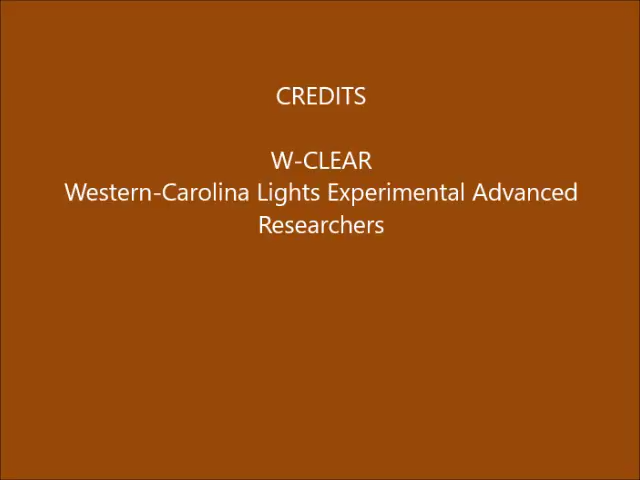 CREDITS
W-CLEAR
Western-Carolina Lights Experimental Advanced
Researchers